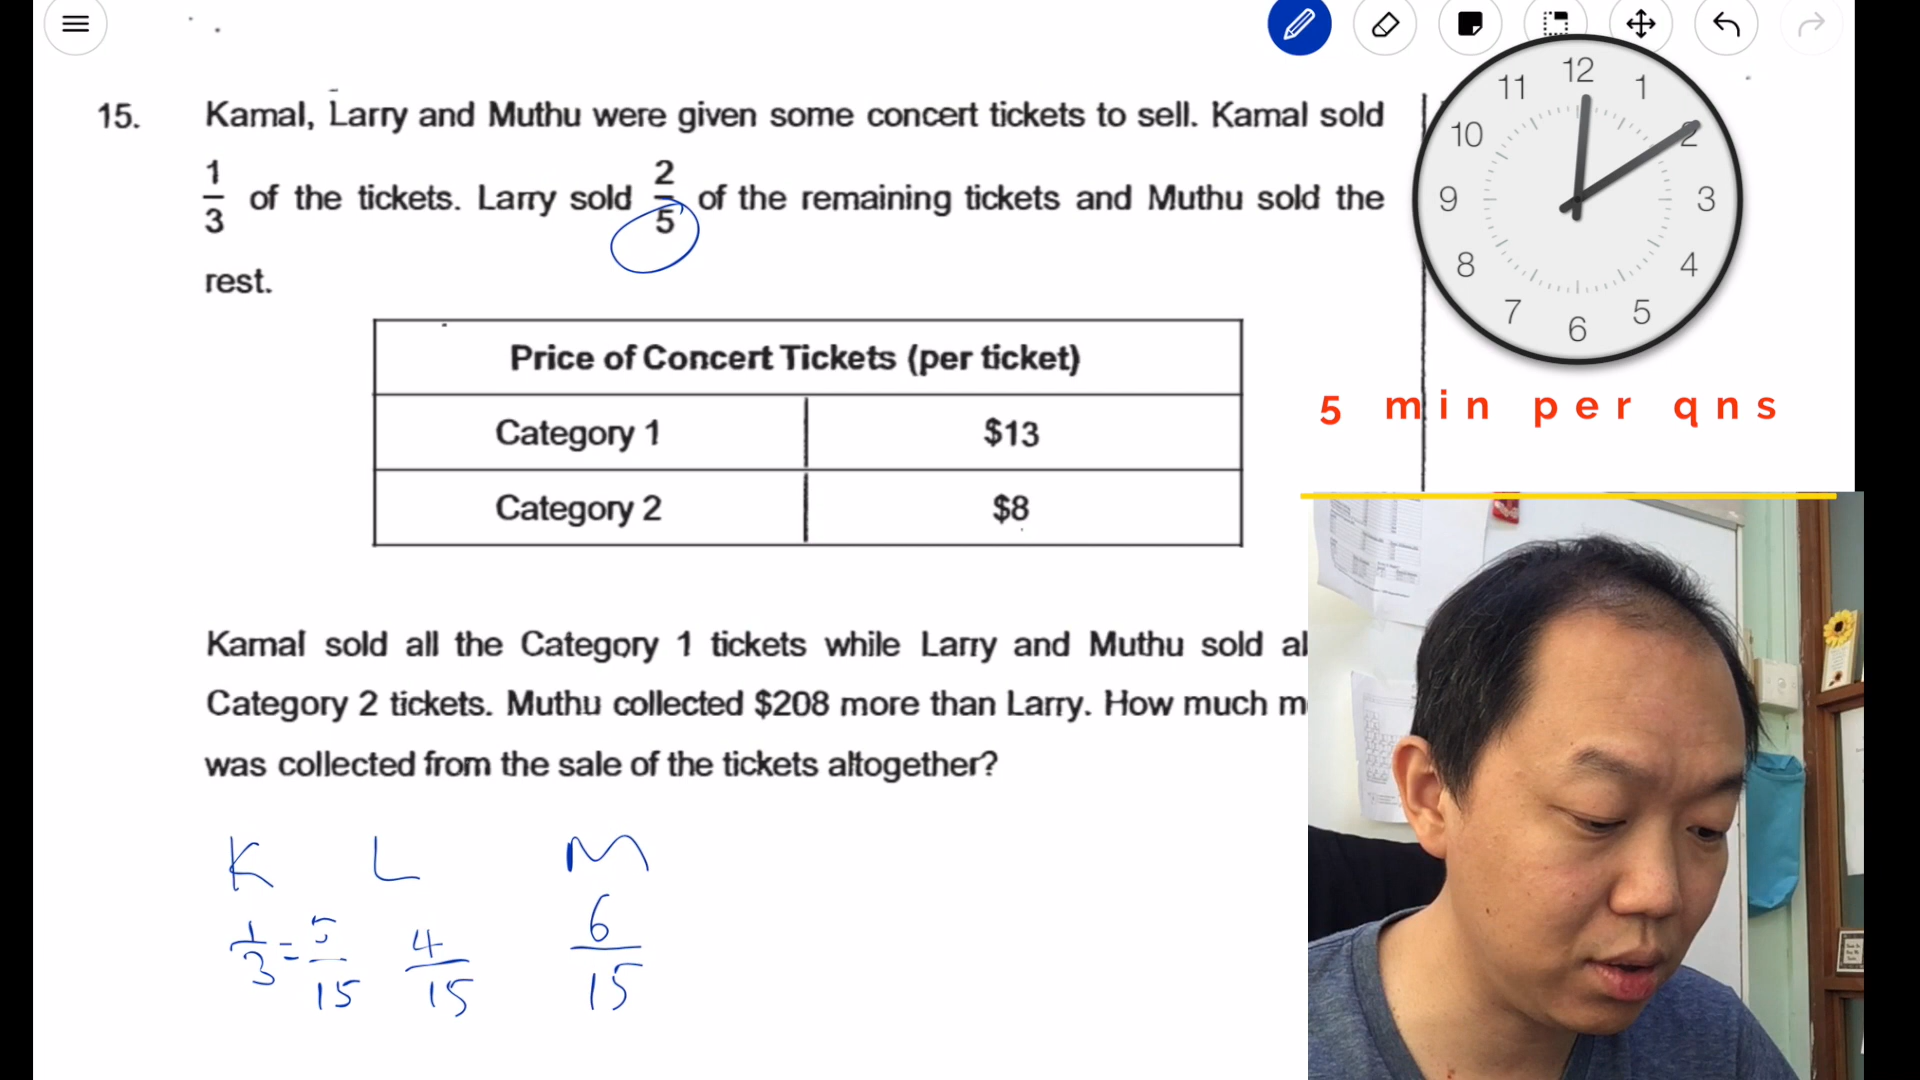 15. Kamal, Larry and Muthu were given some concert tickets to sell. Kamal sold
1/3 of the tickets. Larry sold 2/5 of the remaining tickets and Muthu sold the
rest.
Price of Concert Tickets (per ticket)
Category 1 $13
Category 2 $8
Kamal sold all the Category 1 tickets while Larry and Muthu sold al
Category 2 tickets. Muthu collected $208 more than Larry. How much m
was collected from the sale of the tickets altogether?
K L M
1/3 = 5/15 4/15 6/15
12
1
2
3
4
5
6
7
8
9
10
11
5 min per qns